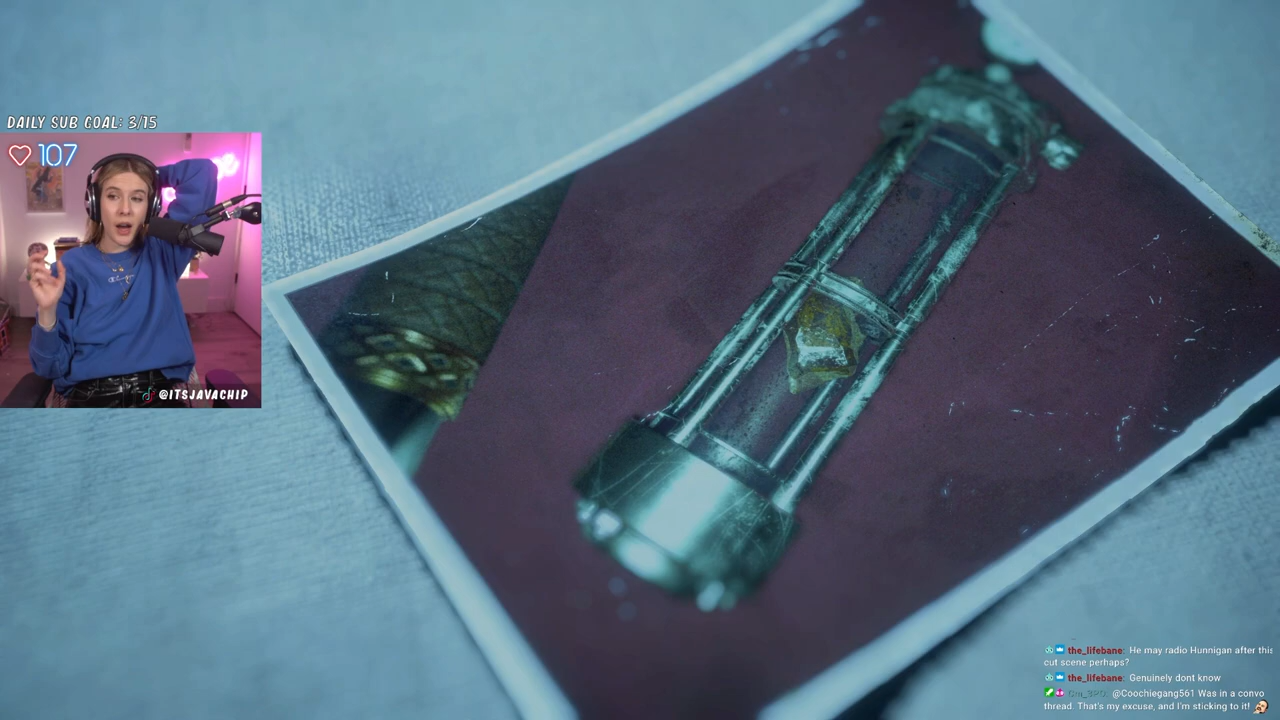 DAILY SUB GOAL: 3/15
107
@ITSJAVACHIP
the_lifebane: He may radio Hunnigan after this
cut scene perhaps?
the_lifebane: Genuinely dont know
@Coochiegang561 Was in a convo
thread. That's my excuse, and I'm sticking to it!